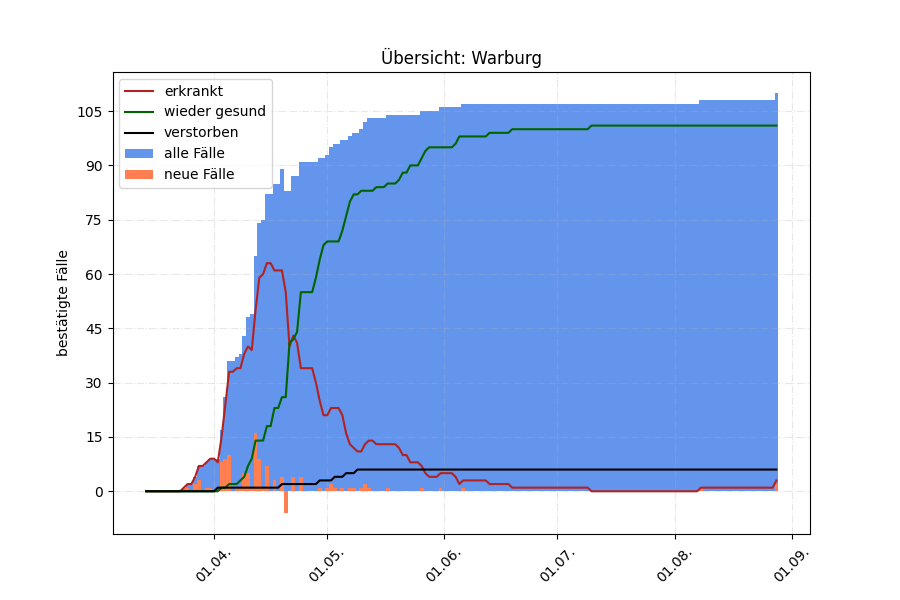 Übersicht: Warburg
erkrankt
wieder gesund
verstorben
alle Fälle
neue Fälle
bestätigte Fälle
105
90
75
60
45
30
15
0
01.04.
01.05.
01.06.
01.07.
01.08.
01.09.